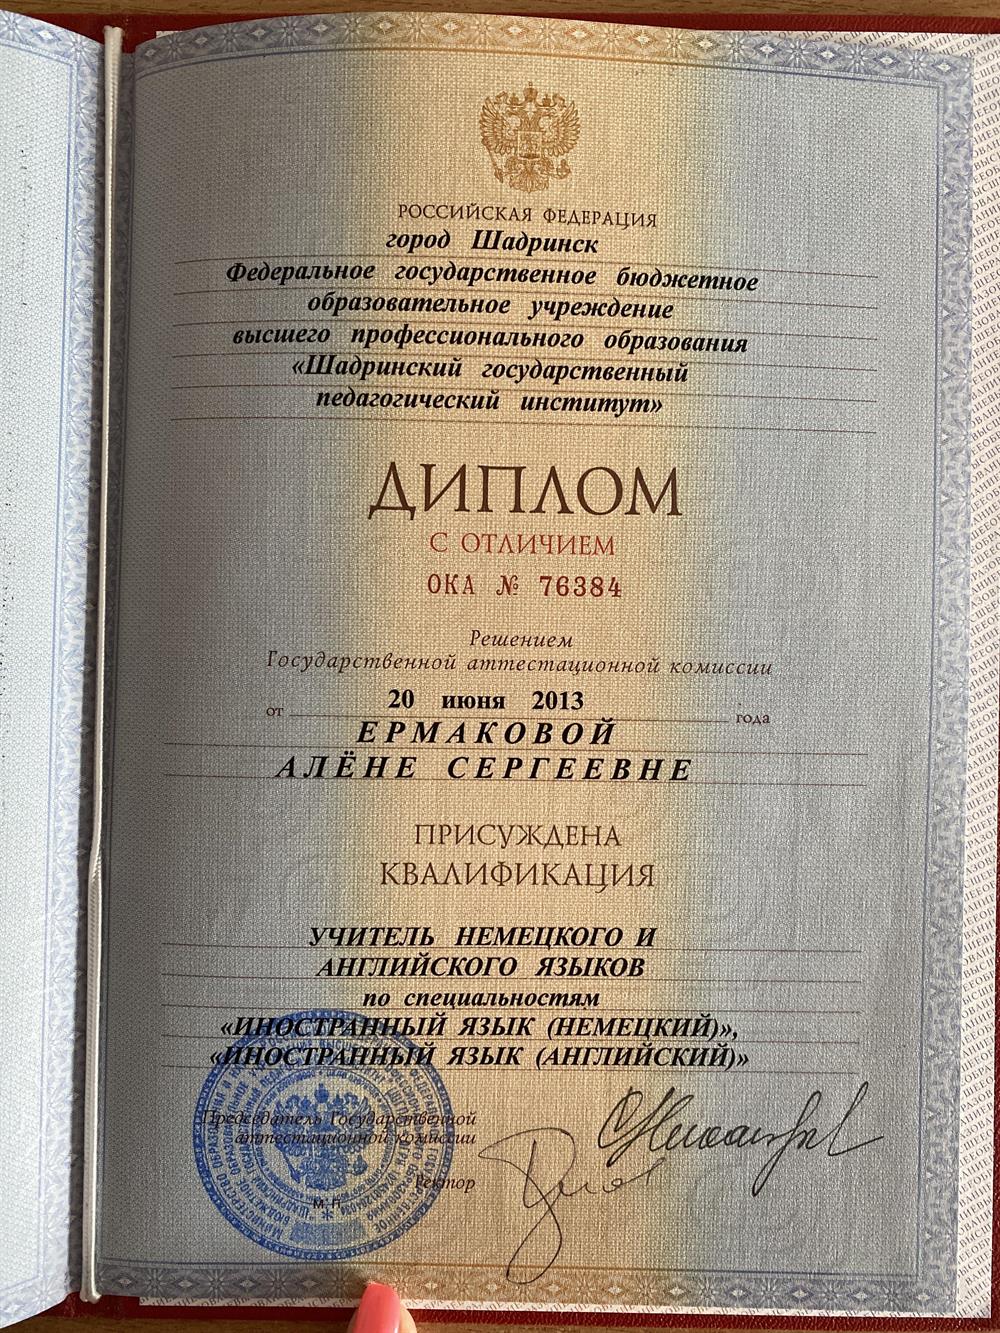 РОССИЙСКАЯ ФЕДЕРАЦИЯ
город Шадринск
Федеральное государственное бюджетное
образовательное учреждение
высшего профессионального образования
«Шадринский государственный
педагогический институт»
ДИПЛОМ
С ОТЛИЧИЕМ
ОКА № 76384
Решением
Государственной аттестационной комиссии
от 20 июня 2013 года
ЕРМАКОВОЙ
АЛЁНЕ СЕРГЕЕВНЕ
ПРИСУЖДЕНА
КВАЛИФИКАЦИЯ
УЧИТЕЛЬ НЕМЕЦКОГО И
АНГЛИЙСКОГО ЯЗЫКОВ
по специальностям
«ИНОСТРАННЫЙ ЯЗЫК (НЕМЕЦКИЙ)»,
«ИНОСТРАННЫЙ ЯЗЫК (АНГЛИЙСКИЙ)»
Председатель Государственной
аттестационной комиссии
Ректор
М.П.